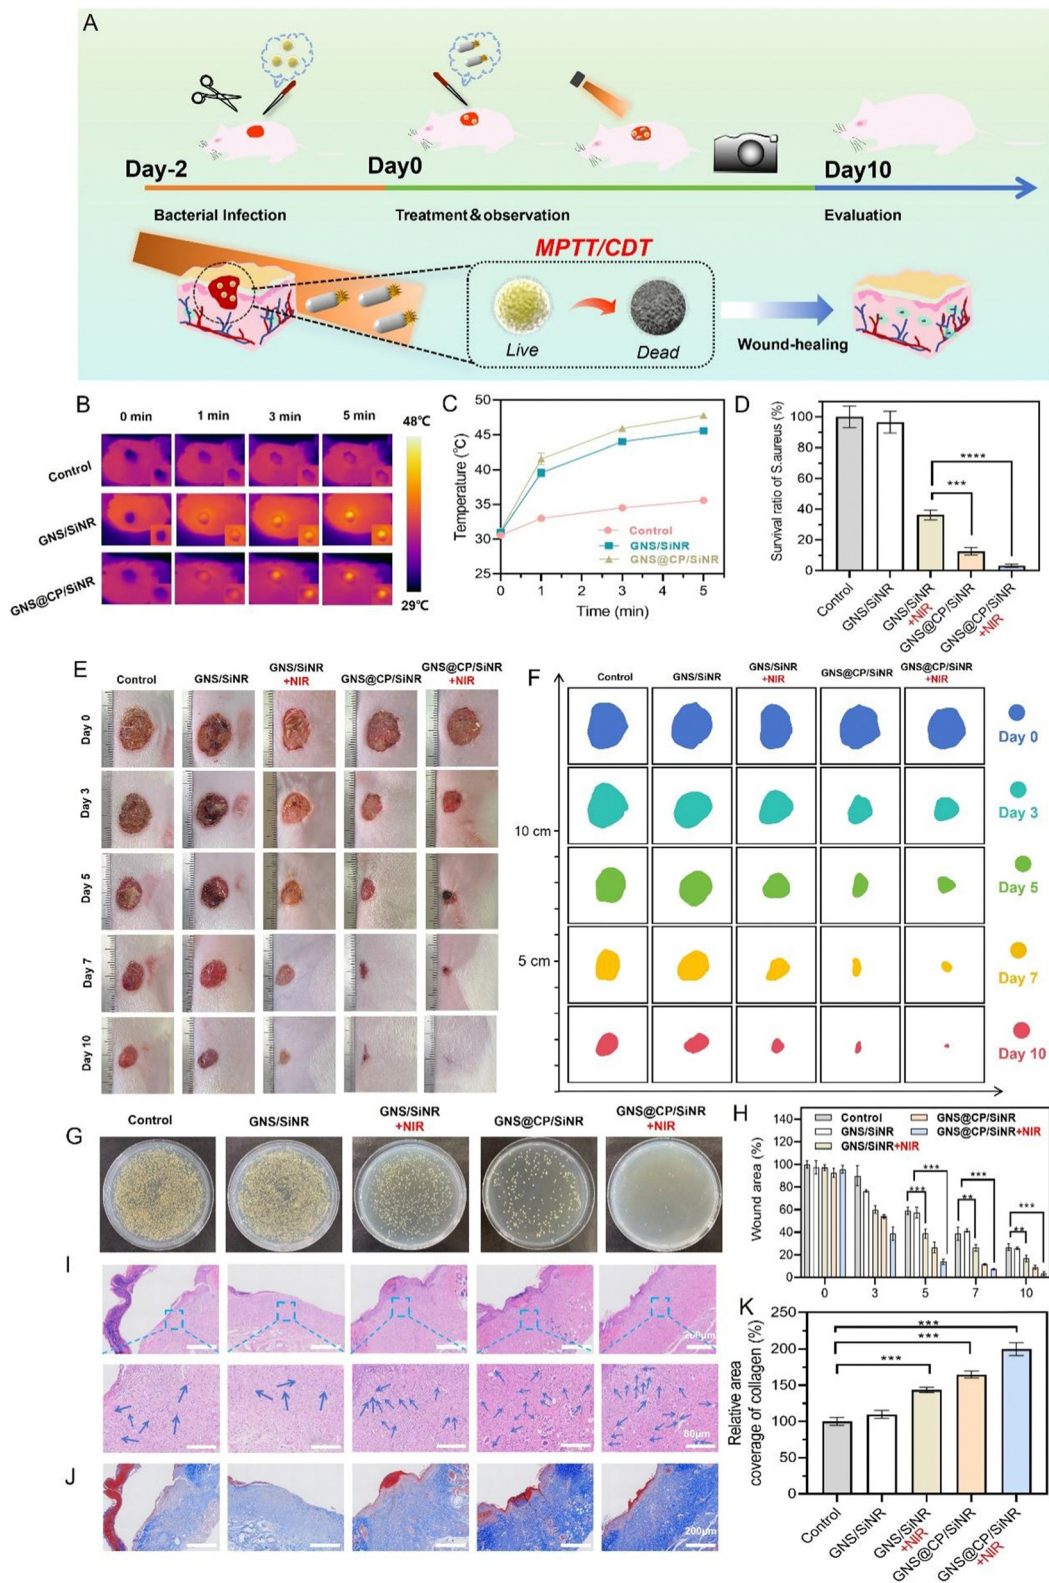 A
Day-2
Day0
Day10
Bacterial Infection
Treatment&observation
Evaluation
MPTT/CDT
Live
Dead
Wound-healing
B
0 min
1 min
3 min
5 min
48℃
Control
GNS/SiNR
GNS@CP/SiNR
29℃
C
Temperature (℃)
50
45
40
35
30
25
Control
GNS/SiNR
GNS@CP/SiNR
0
1
2
3
4
5
Time (min)
D
Survival ratio of S.aureus (%)
100
80
60
40
20
0
****
***
Control
GNS/SiNR
GNS/SiNR
+NIR
GNS@CP/SiNR
GNS@CP/SiNR
+NIR
E
Control
GNS/SiNR
GNS/SiNR
+NIR
GNS@CP/SiNR
GNS@CP/SiNR
+NIR
Day 0
Day 3
Day 5
Day 7
Day 10
F
Control
GNS/SiNR
GNS/SiNR
+NIR
GNS@CP/SiNR
GNS@CP/SiNR
+NIR
10 cm
5 cm
Day 0
Day 3
Day 5
Day 7
Day 10
G
Control
GNS/SiNR
GNS/SiNR
+NIR
GNS@CP/SiNR
GNS@CP/SiNR
+NIR
H
Wound area (%)
140
120
100
80
60
40
20
0
Control
GNS/SiNR
GNS/SiNR+NIR
GNS@CP/SiNR
GNS@CP/SiNR+NIR
***
***
***
**
***
**
0
3
5
7
10
I
200μm
80μm
J
200μm
K
Relative area
coverage of collagen (%)
250
200
150
100
50
0
***
***
***
Control
GNS/SiNR
GNS/SiNR
+NIR
GNS@CP/SiNR
GNS@CP/SiNR
+NIR